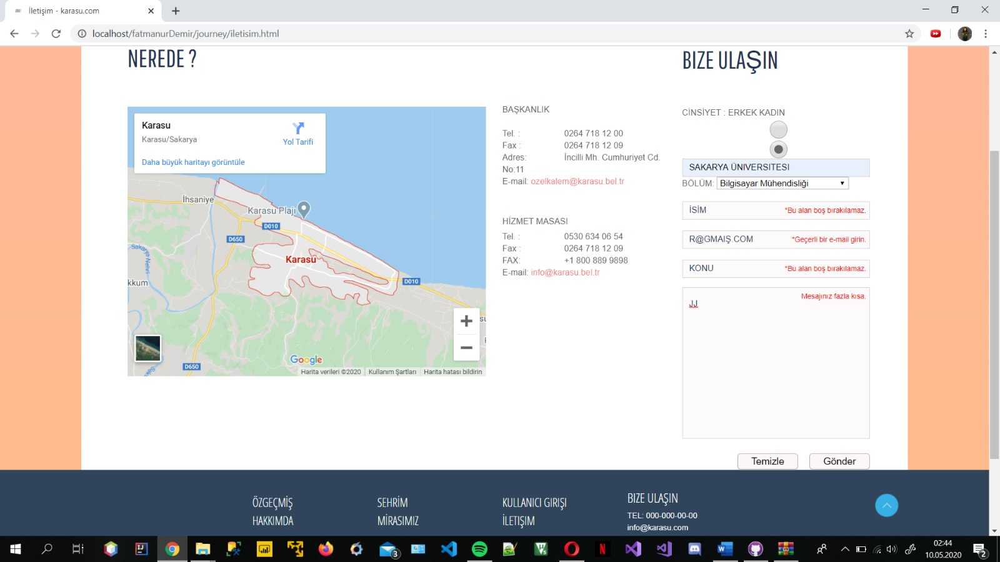 İletişim - karasu.com
localhost/fatmanurDemir/journey/iletisim.html
NEREDE ?
Karasu
Karasu/Sakarya
Yol Tarifi
Daha büyük haritayı görüntüle
İhsaniye
Karasu Plajı
D010
D650
Karasu
D010
Sakarya Nehri
kkum
D650
Google
Harita verileri ©2020
Kullanım Şartları
Harita hatası bildirin
BAŞKANLIK
Tel. : 0264 718 12 00
Fax : 0264 718 12 09
Adres: İncilli Mh. Cumhuriyet Cd.
No:11
E-mail: ozelkalem@karasu.bel.tr
HİZMET MASASI
Tel. : 0530 634 06 54
Fax : 0264 718 12 09
FAX: +1 800 889 9898
E-mail: info@karasu.bel.tr
BIZE ULAŞIN
CİNSİYET : ERKEK KADIN
SAKARYA ÜNIVERSITESI
BÖLÜM: Bilgisayar Mühendisliği
İSİM *Bu alan boş bırakılamaz.
R@GMAIŞ.COM *Geçerli bir e-mail girin.
KONU *Bu alan boş bırakılamaz.
Mesajınız fazla kısa.
JJ
Temizle Gönder
ÖZGEÇMİŞ
HAKKIMDA
SEHRİM
MİRASIMIZ
KULLANICI GIRIŞI
İLETIŞIM
BIZE ULAŞIN
TEL: 000-000-00-00
info@karasu.com
02:44
10.05.2020